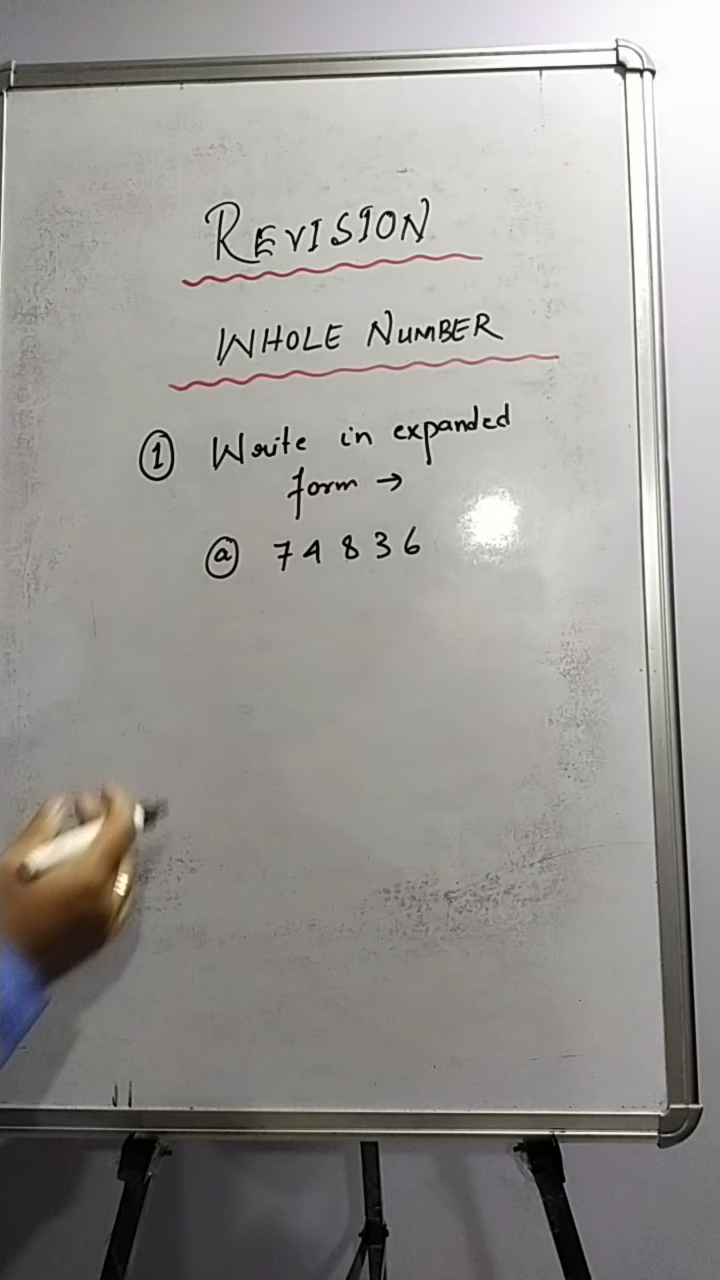 REVISION
WHOLE NUMBER
① Write in expanded
form →
ⓐ 74836